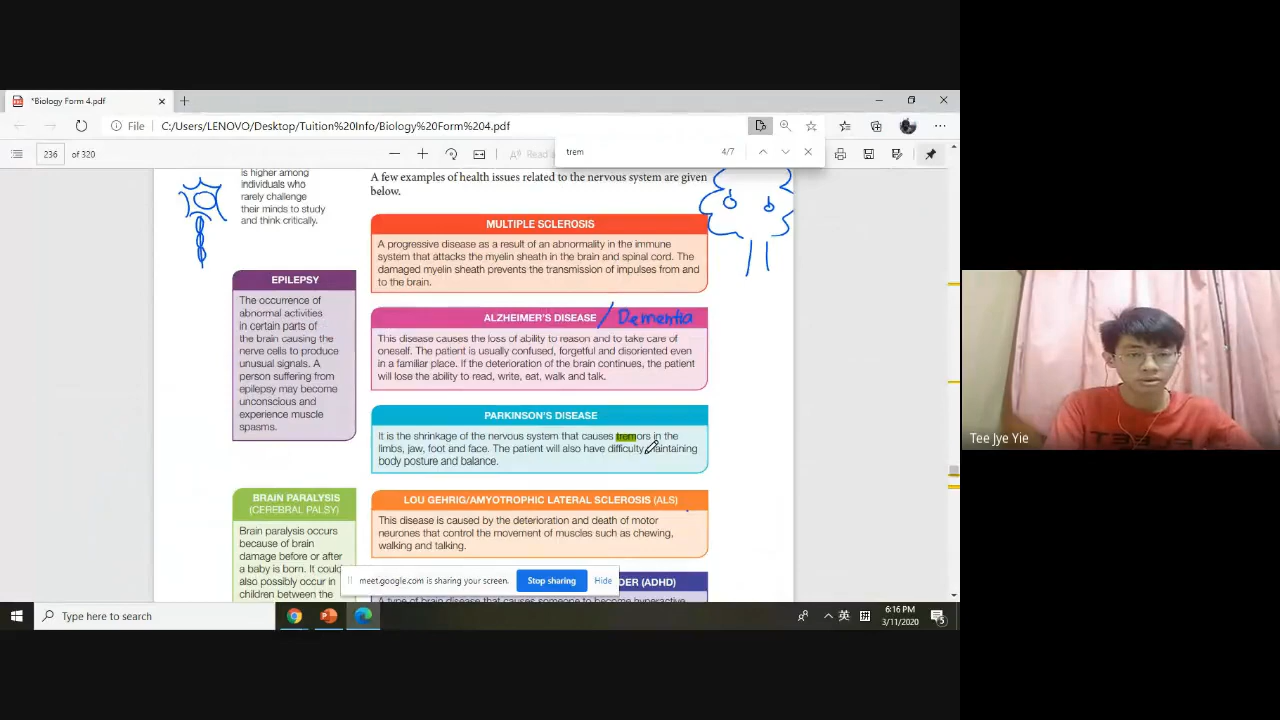 *Biology Form 4.pdf
File
C:/Users/LENOVO/Desktop/Tuition%20Info/Biology%20Form%204.pdf
236 of 320
Read a
trem
4/7
is higher among
individuals who
rarely challenge
their minds to study
and think critically.
A few examples of health issues related to the nervous system are given
below.
MULTIPLE SCLEROSIS
A progressive disease as a result of an abnormality in the immune
system that attacks the myelin sheath in the brain and spinal cord. The
damaged myelin sheath prevents the transmission of impulses from and
to the brain.
EPILEPSY
The occurrence of
abnormal activities
in certain parts of
the brain causing the
nerve cells to produce
unusual signals. A
person suffering from
epilepsy may become
unconscious and
experience muscle
spasms.
ALZHEIMER'S DISEASE / Dementia
This disease causes the loss of ability to reason and to take care of
oneself. The patient is usually confused, forgetful and disoriented even
in a familiar place. If the deterioration of the brain continues, the patient
will lose the ability to read, write, eat, walk and talk.
PARKINSON'S DISEASE
It is the shrinkage of the nervous system that causes tremors in the
limbs, jaw, foot and face. The patient will also have difficulty maintaining
body posture and balance.
BRAIN PARALYSIS
(CEREBRAL PALSY)
Brain paralysis occurs
because of brain
damage before or after
a baby is born. It could
also possibly occur in
children between the
LOU GEHRIG/AMYOTROPHIC LATERAL SCLEROSIS (ALS)
This disease is caused by the deterioration and death of motor
neurones that control the movement of muscles such as chewing,
walking and talking.
DER (ADHD)
A type of brain disease that causes someone to become hyperactive
meet.google.com is sharing your screen.
Stop sharing
Hide
Type here to search
英
6:16 PM
3/11/2020
5
Tee Jye Yie